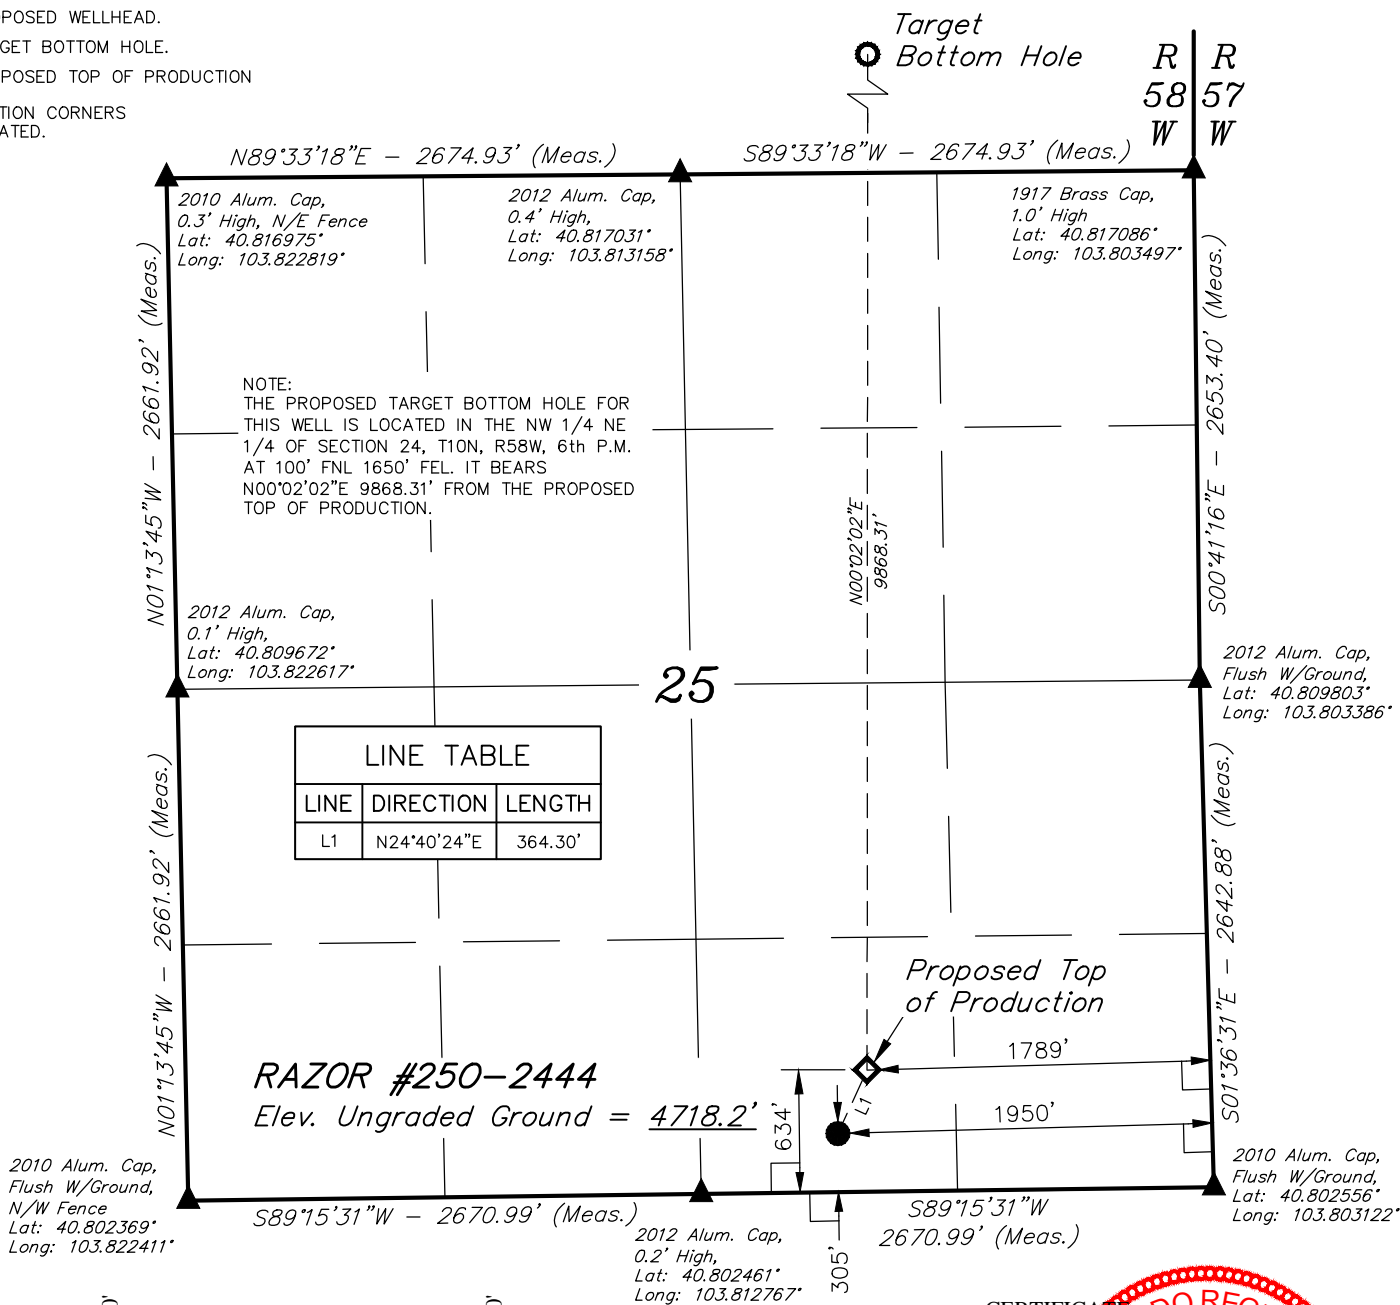 POSED WELLHEAD.
GET BOTTOM HOLE.
POSED TOP OF PRODUCTION
TION CORNERS
ATED.
Target
Bottom Hole
R R
58 57
W W
N89°33'18"E - 2674.93' (Meas.)
S89°33'18"W - 2674.93' (Meas.)
2010 Alum. Cap,
0.3' High, N/E Fence
Lat: 40.816975°
Long: 103.822819°
2012 Alum. Cap,
0.4' High,
Lat: 40.817031°
Long: 103.813158°
1917 Brass Cap,
1.0' High
Lat: 40.817086°
Long: 103.803497°
N01°13'45"W - 2661.92' (Meas.)
S00°41'16"E - 2653.40' (Meas.)
NOTE:
THE PROPOSED TARGET BOTTOM HOLE FOR
THIS WELL IS LOCATED IN THE NW 1/4 NE
1/4 OF SECTION 24, T10N, R58W, 6th P.M.
AT 100' FNL 1650' FEL. IT BEARS
N00°02'02"E 9868.31' FROM THE PROPOSED
TOP OF PRODUCTION.
N00°02'02"E
9868.31'
2012 Alum. Cap,
0.1' High,
Lat: 40.809672°
Long: 103.822617°
25
2012 Alum. Cap,
Flush W/Ground,
Lat: 40.809803°
Long: 103.803386°
LINE TABLE
LINE DIRECTION LENGTH
L1 N24°40'24"E 364.30'
N01°13'45"W - 2661.92' (Meas.)
S01°36'31"E - 2642.88' (Meas.)
Proposed Top
of Production
1789'
RAZOR #250-2444
Elev. Ungraded Ground = 4718.2'
634'
L1
1950'
2010 Alum. Cap,
Flush W/Ground,
N/W Fence
Lat: 40.802369°
Long: 103.822411°
S89°15'31"W - 2670.99' (Meas.)
2012 Alum. Cap,
0.2' High,
Lat: 40.802461°
Long: 103.812767°
305'
S89°15'31"W
2670.99' (Meas.)
2010 Alum. Cap,
Flush W/Ground,
Lat: 40.802556°
Long: 103.803122°
CERTIFICATE
DO REG